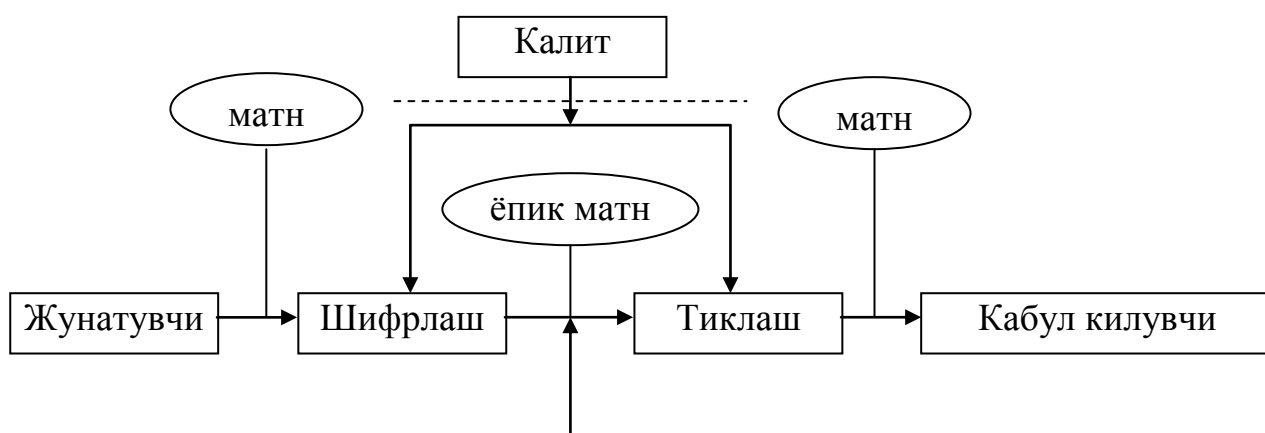 Калит
матн
матн
ёпик матн
Жунатувчи
Шифрлаш
Тиклаш
Кабул килувчи